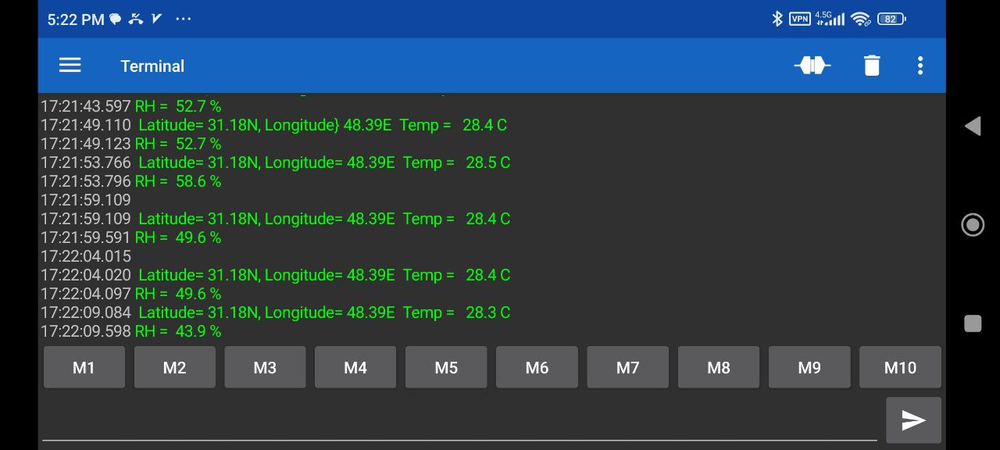 5:22 PM
VPN 4.5G 82
Terminal
17:21:43.597 RH = 52.7 %
17:21:49.110 Latitude= 31.18N, Longitude} 48.39E Temp = 28.4 C
17:21:49.123 RH = 52.7 %
17:21:53.766 Latitude= 31.18N, Longitude= 48.39E Temp = 28.5 C
17:21:53.796 RH = 58.6 %
17:21:59.109
17:21:59.109 Latitude= 31.18N, Longitude= 48.39E Temp = 28.4 C
17:21:59.591 RH = 49.6 %
17:22:04.015
17:22:04.020 Latitude= 31.18N, Longitude= 48.39E Temp = 28.4 C
17:22:04.097 RH = 49.6 %
17:22:09.084 Latitude= 31.18N, Longitude= 48.39E Temp = 28.3 C
17:22:09.598 RH = 43.9 %
M1 M2 M3 M4 M5 M6 M7 M8 M9 M10